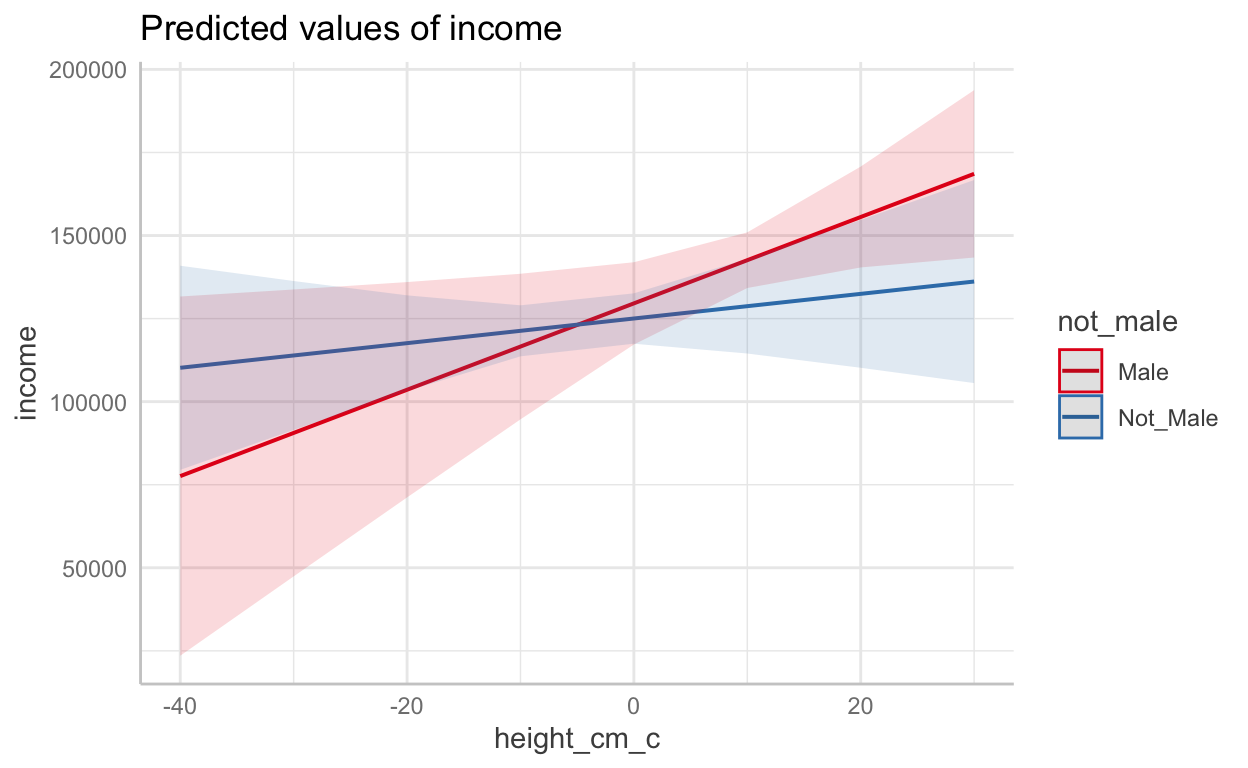 Predicted values of income
200000
150000
100000
50000
income
-40
-20
0
20
height_cm_c
not_male
Male
Not_Male